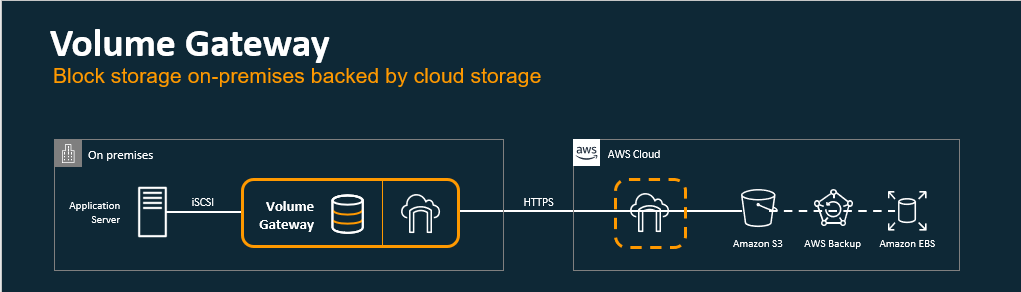 Volume Gateway
Block storage on-premises backed by cloud storage
On premises
aws
AWS Cloud
Application
Server
iSCSI
Volume
Gateway
HTTPS
Amazon S3
AWS Backup
Amazon EBS